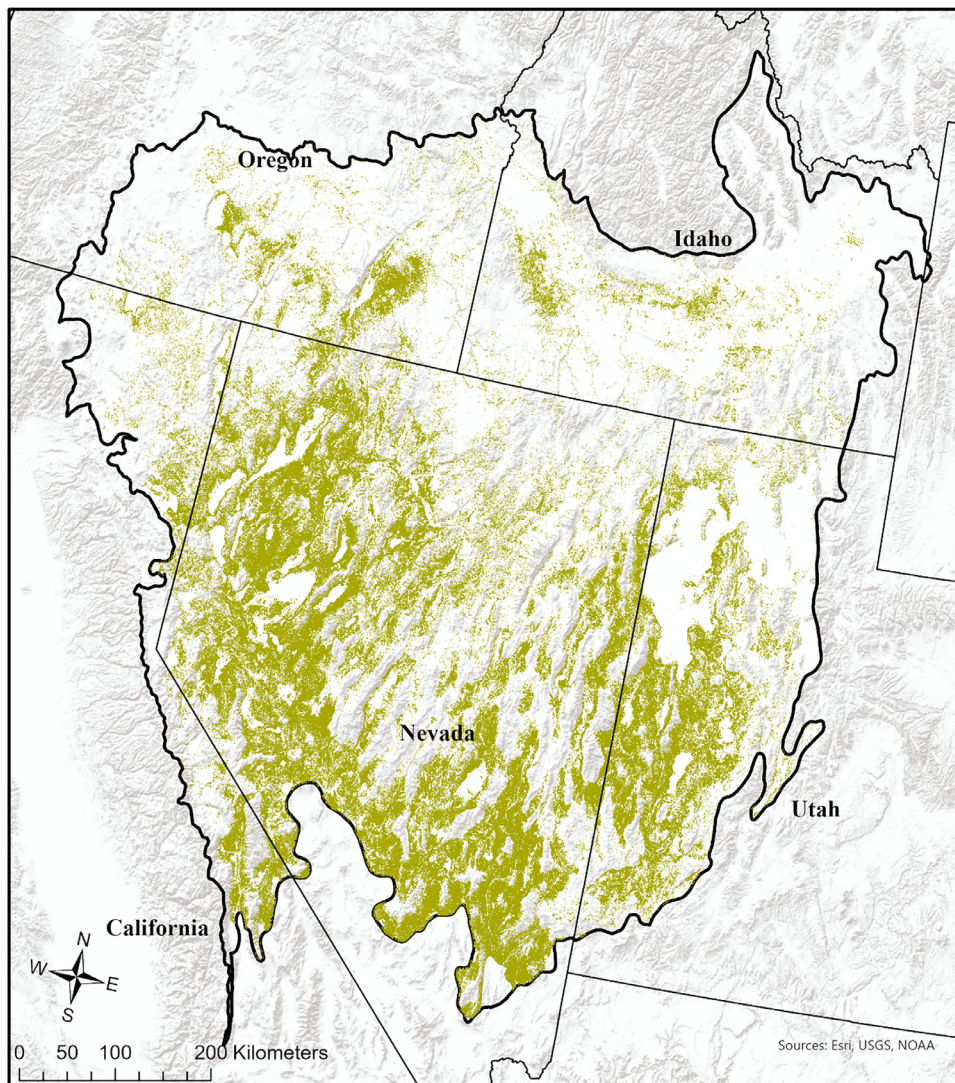 Oregon
Idaho
Nevada
Utah
California
N
W
E
S
0 50 100 200 Kilometers
Sources: Esri, USGS, NOAA